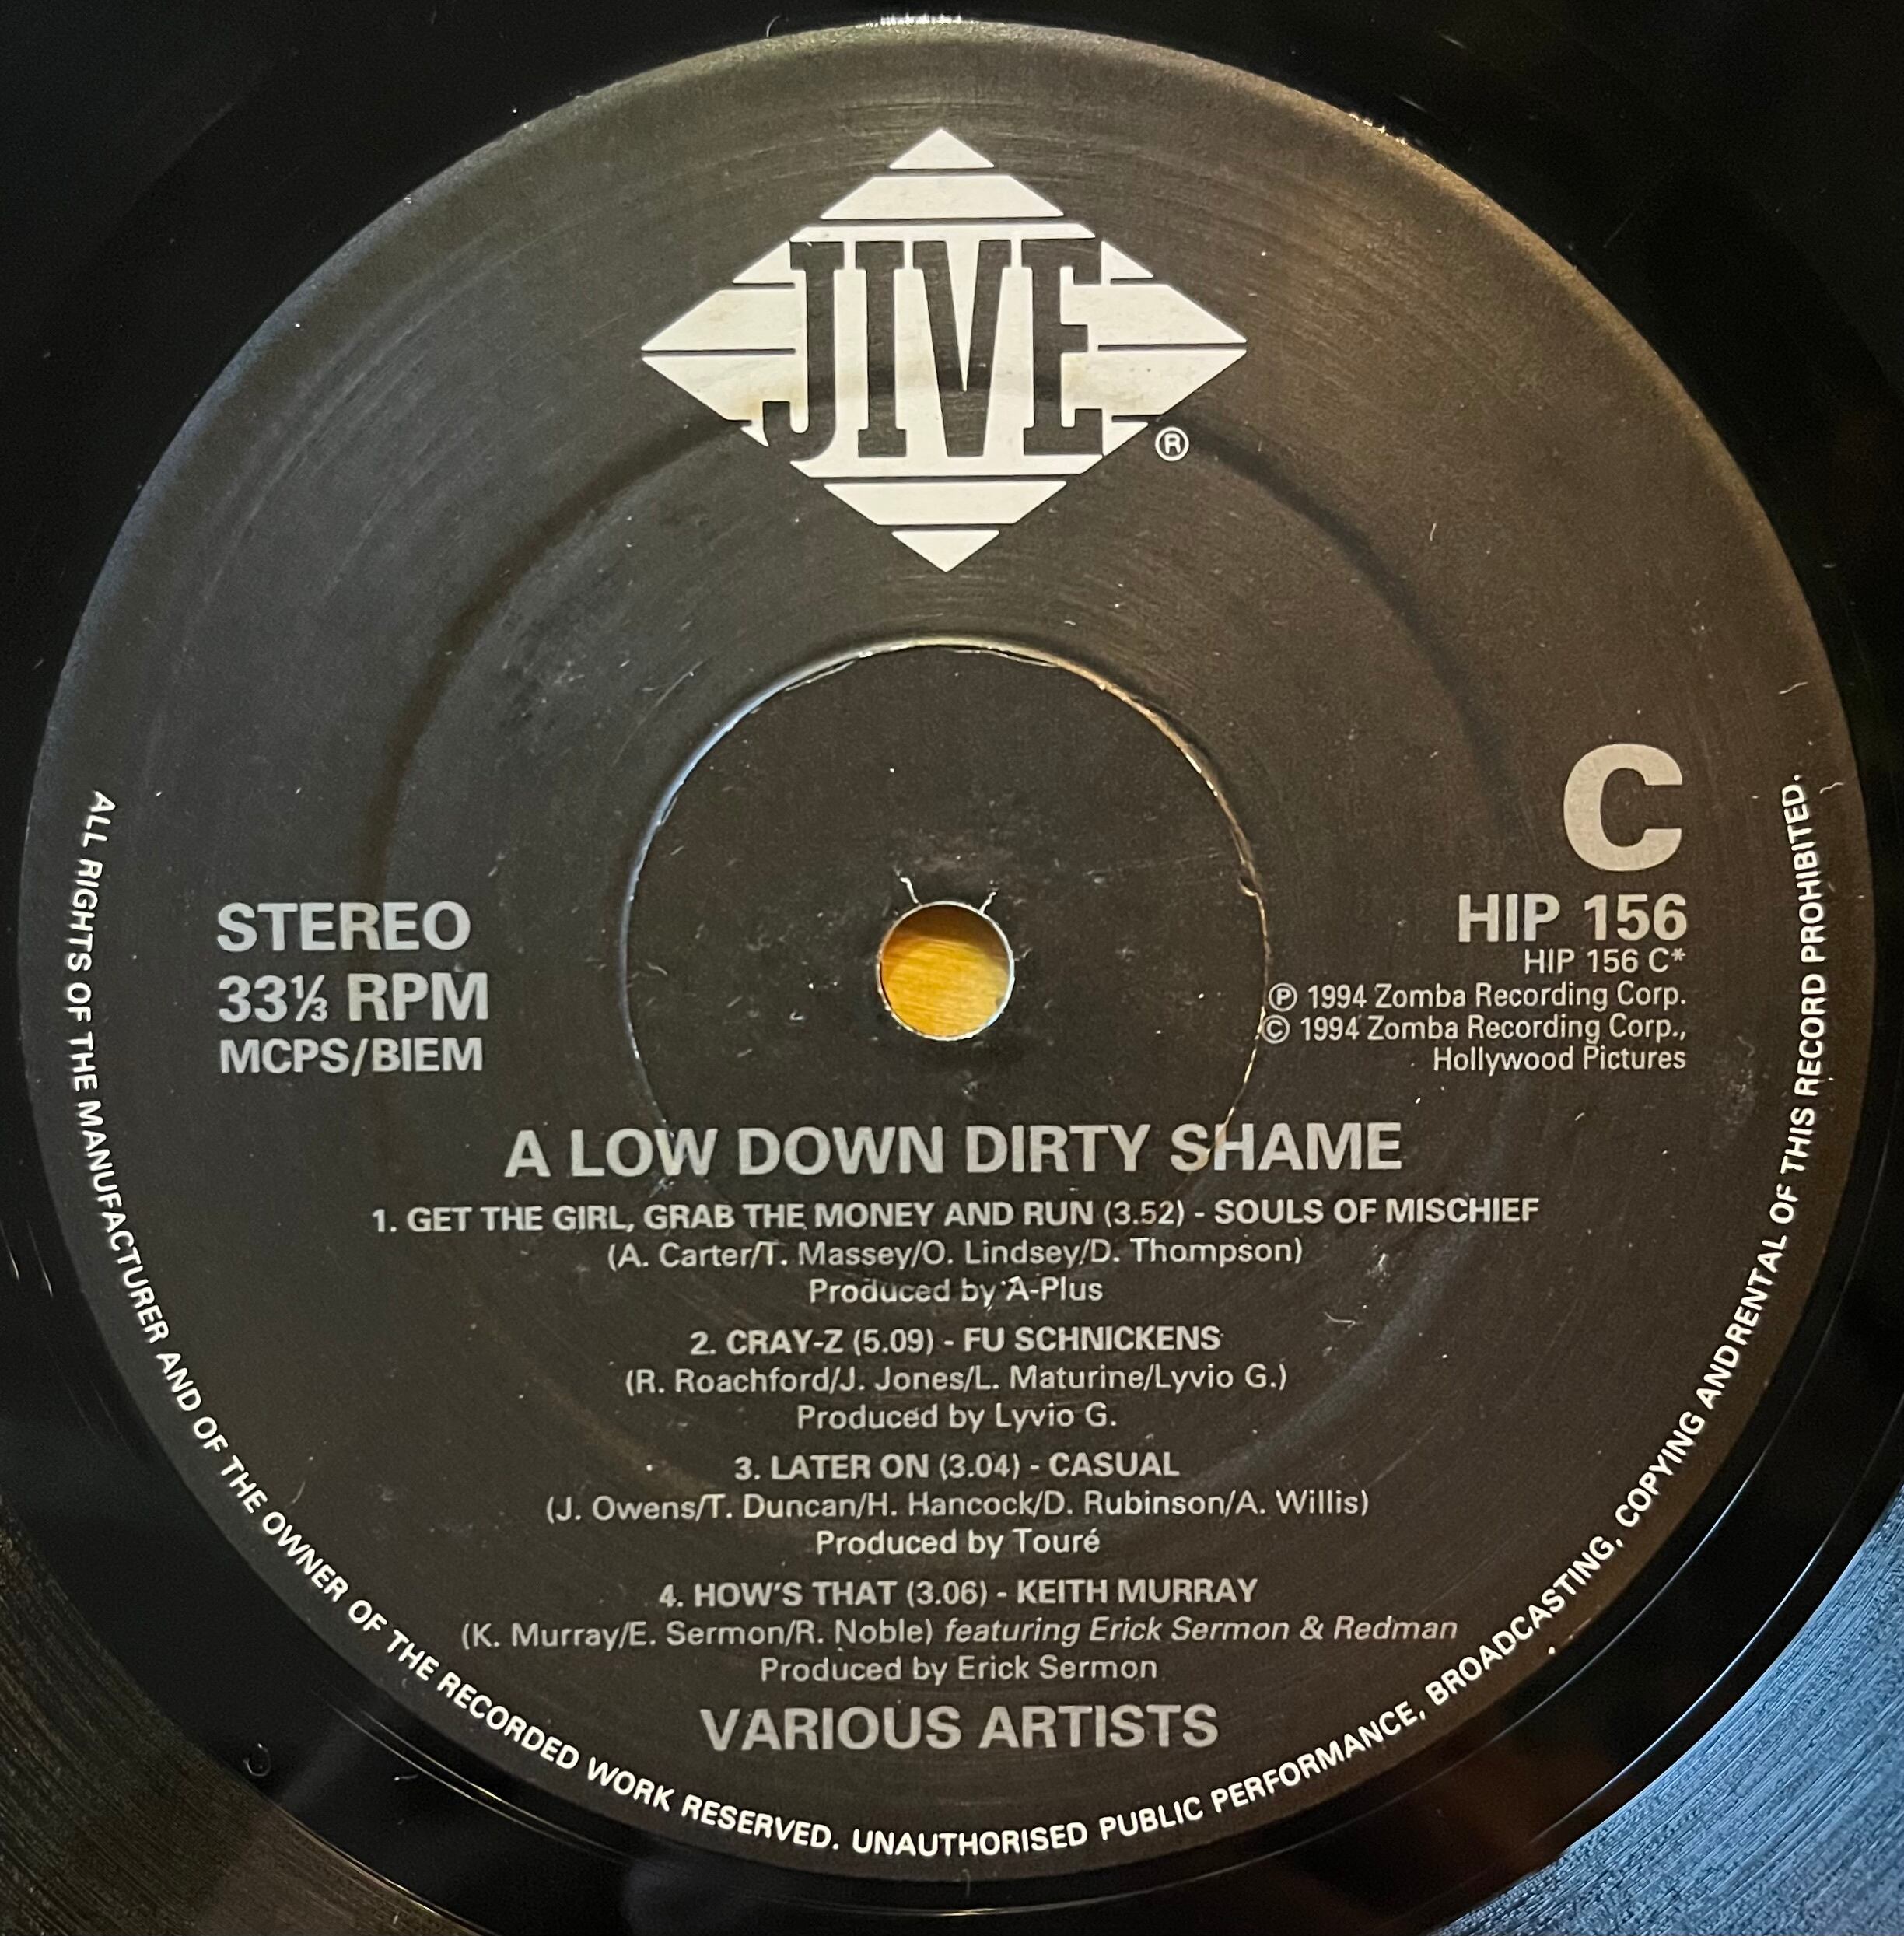 JIVE
®
C
STEREO
33⅓ RPM
MCPS/BIEM
HIP 156
HIP 156 C*
℗ 1994 Zomba Recording Corp.
© 1994 Zomba Recording Corp.,
Hollywood Pictures
A LOW DOWN DIRTY SHAME
1. GET THE GIRL, GRAB THE MONEY AND RUN (3.52) - SOULS OF MISCHIEF
(A. Carter/T. Massey/O. Lindsey/D. Thompson)
Produced by A-Plus
2. CRAY-Z (5.09) - FU SCHNICKENS
(R. Roachford/J. Jones/L. Maturine/Lyvio G.)
Produced by Lyvio G.
3. LATER ON (3.04) - CASUAL
(J. Owens/T. Duncan/H. Hancock/D. Rubinson/A. Willis)
Produced by Touré
4. HOW'S THAT (3.06) - KEITH MURRAY
(K. Murray/E. Sermon/R. Noble) featuring Erick Sermon & Redman
Produced by Erick Sermon
VARIOUS ARTISTS
ALL RIGHTS OF THE MANUFACTURER AND OF THE OWNER OF THE RECORDED WORK RESERVED. UNAUTHORISED PUBLIC PERFORMANCE, BROADCASTING, COPYING ANDRENTAL OF THIS RECORD PROHIBITED.